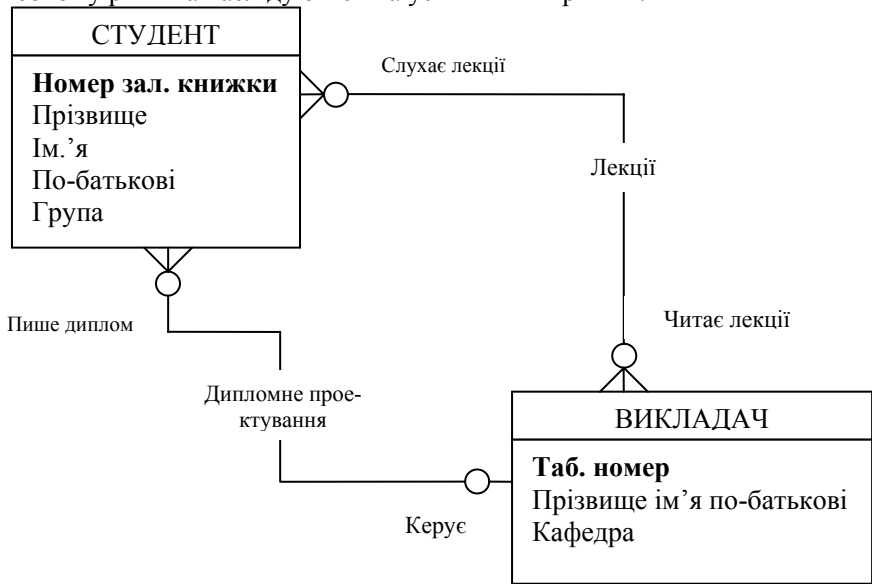 СТУДЕНТ
Номер зал. книжки
Прізвище
Ім.’я
По-батькові
Група
Слухає лекції
Лекції
Читає лекції
Пише диплом
Дипломне прое-
ктування
Керує
ВИКЛАДАЧ
Таб. номер
Прізвище ім’я по-батькові
Кафедра